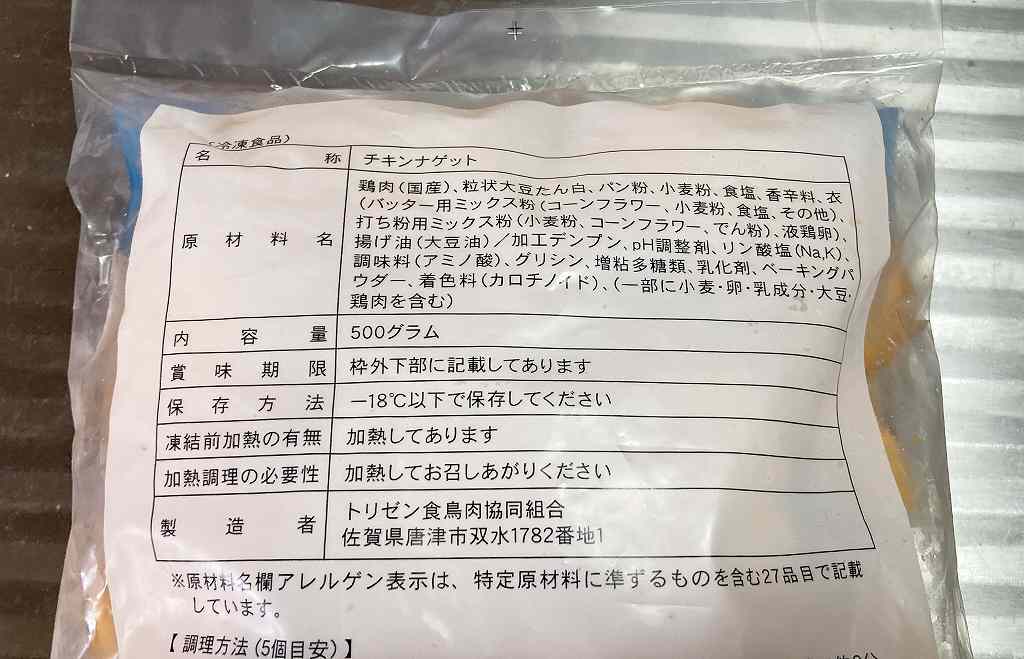 (冷凍食品)
名称 チキンナゲット
原材料名 鶏肉(国産)、粒状大豆たん白、パン粉、小麦粉、食塩、香辛料、衣
(バッター用ミックス粉(コーンフラワー、小麦粉、食塩、その他)、
打ち粉用ミックス粉(小麦粉、コーンフラワー、でん粉)、液鶏卵)、
揚げ油(大豆油)/加工デンプン、pH調整剤、リン酸塩(Na,K)、
調味料(アミノ酸)、グリシン、増粘多糖類、乳化剤、ベーキングパ
ウダー、着色料(カロチノイド)、(一部に小麦・卵・乳成分・大豆・
鶏肉を含む)
内容量 500グラム
賞味期限 枠外下部に記載してあります
保存方法 −18℃以下で保存してください
凍結前加熱の有無 加熱してあります
加熱調理の必要性 加熱してお召しあがりください
製造者 トリゼン食鳥肉協同組合
佐賀県唐津市双水1782番地1
※原材料名欄アレルゲン表示は、特定原材料に準ずるものを含む27品目で記載
しています。
【調理方法(5個目安)】